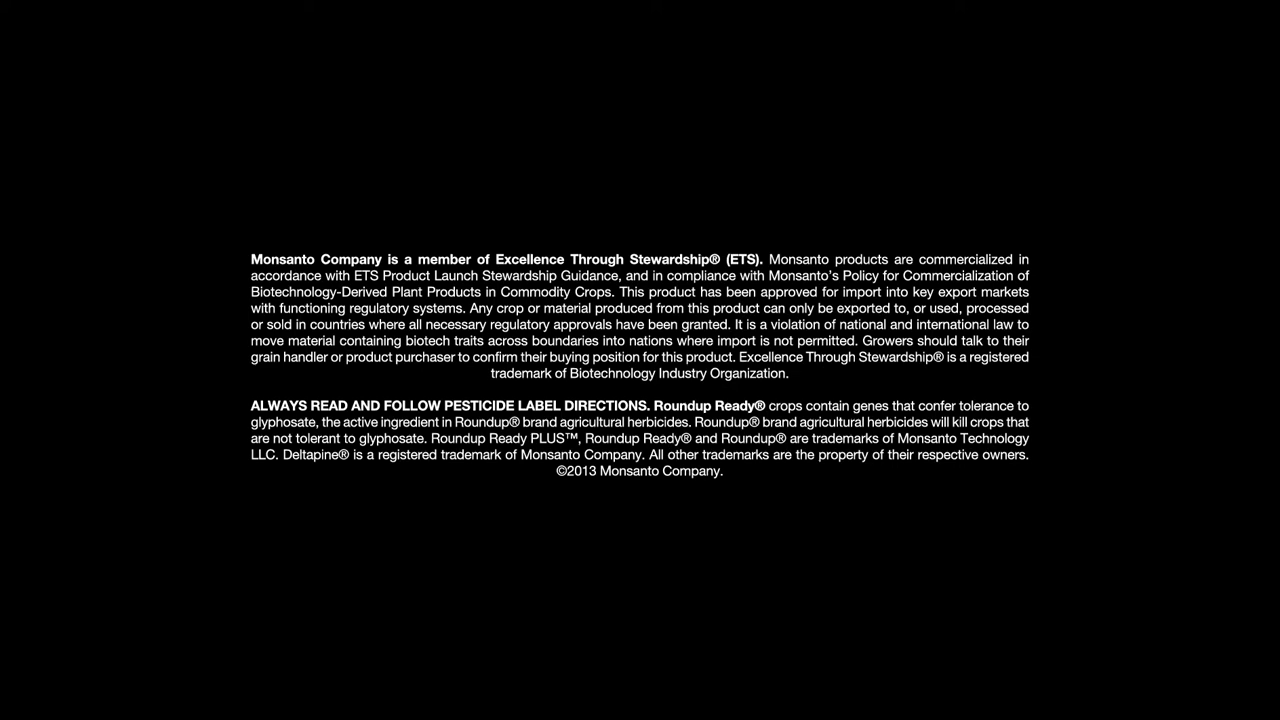 Monsanto Company is a member of Excellence Through Stewardship® (ETS). Monsanto products are commercialized in
accordance with ETS Product Launch Stewardship Guidance, and in compliance with Monsanto's Policy for Commercialization of
Biotechnology-Derived Plant Products in Commodity Crops. This product has been approved for import into key export markets
with functioning regulatory systems. Any crop or material produced from this product can only be exported to, or used, processed
or sold in countries where all necessary regulatory approvals have been granted. It is a violation of national and international law to
move material containing biotech traits across boundaries into nations where import is not permitted. Growers should talk to their
grain handler or product purchaser to confirm their buying position for this product. Excellence Through Stewardship® is a registered
trademark of Biotechnology Industry Organization.
ALWAYS READ AND FOLLOW PESTICIDE LABEL DIRECTIONS. Roundup Ready® crops contain genes that confer tolerance to
glyphosate, the active ingredient in Roundup® brand agricultural herbicides. Roundup® brand agricultural herbicides will kill crops that
are not tolerant to glyphosate. Roundup Ready PLUS™, Roundup Ready® and Roundup® are trademarks of Monsanto Technology
LLC. Deltapine® is a registered trademark of Monsanto Company. All other trademarks are the property of their respective owners.
©2013 Monsanto Company.